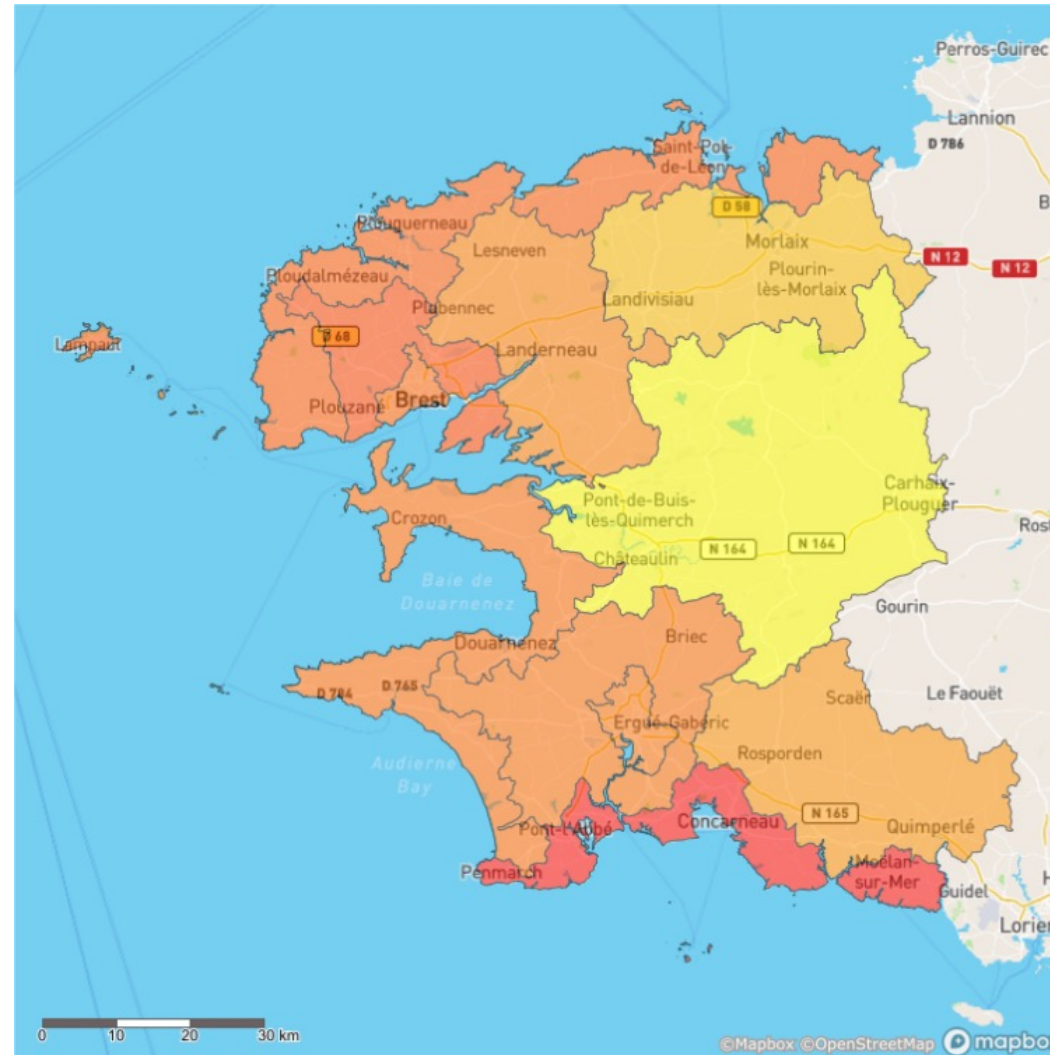 Perros-Guirec
Lannion
D 786
Saint-Pol-
de-Léon
B
D 58
Plouguerneau
Lesneven
Morlaix
N 12
N 12
Ploudalmézeau
Plourin-
lès-Morlaix
Plabennec
Landivisiau
Lampaul
D 68
Landerneau
Plouzané
Brest
Carhaix-
Plouguer
Pont-de-Buis-
lès-Quimerch
Crozon
Rost
N 164
N 164
Châteaulin
Baie de
Douarnenez
Gourin
Douarnenez
Briec
D 784
D 765
Scaër
Le Faouët
Ergué-Gabéric
Rosporden
Audierne
Bay
N 165
Concarneau
Quimperlé
Pont-l'Abbé
Penmarch
Moëlan-
sur-Mer
Guidel
H
Lorien
0 10 20 30 km
©Mapbox ©OpenStreetMap mapbo